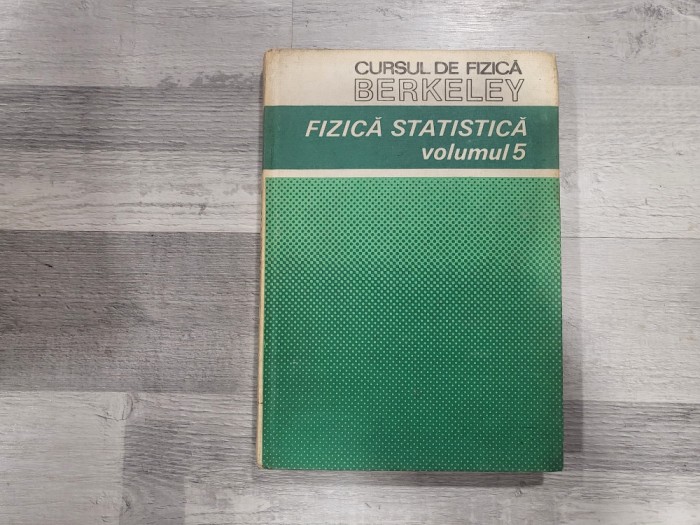 CURSUL DE FIZICĂ
BERKELEY
FIZICĂ STATISTICĂ
volumul 5